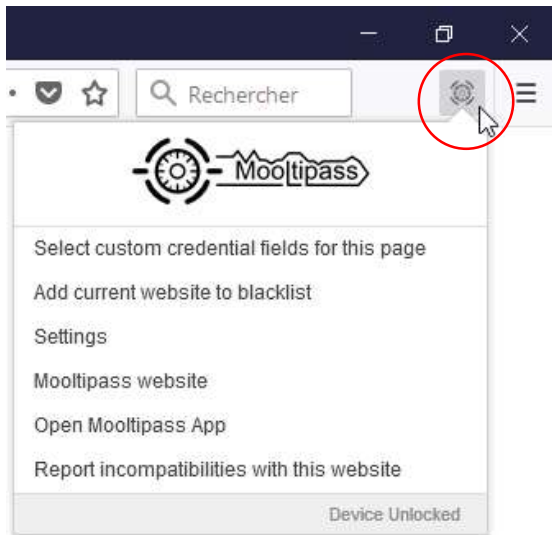 Rechercher
Mooltipass
Select custom credential fields for this page
Add current website to blacklist
Settings
Mooltipass website
Open Mooltipass App
Report incompatibilities with this website
Device Unlocked